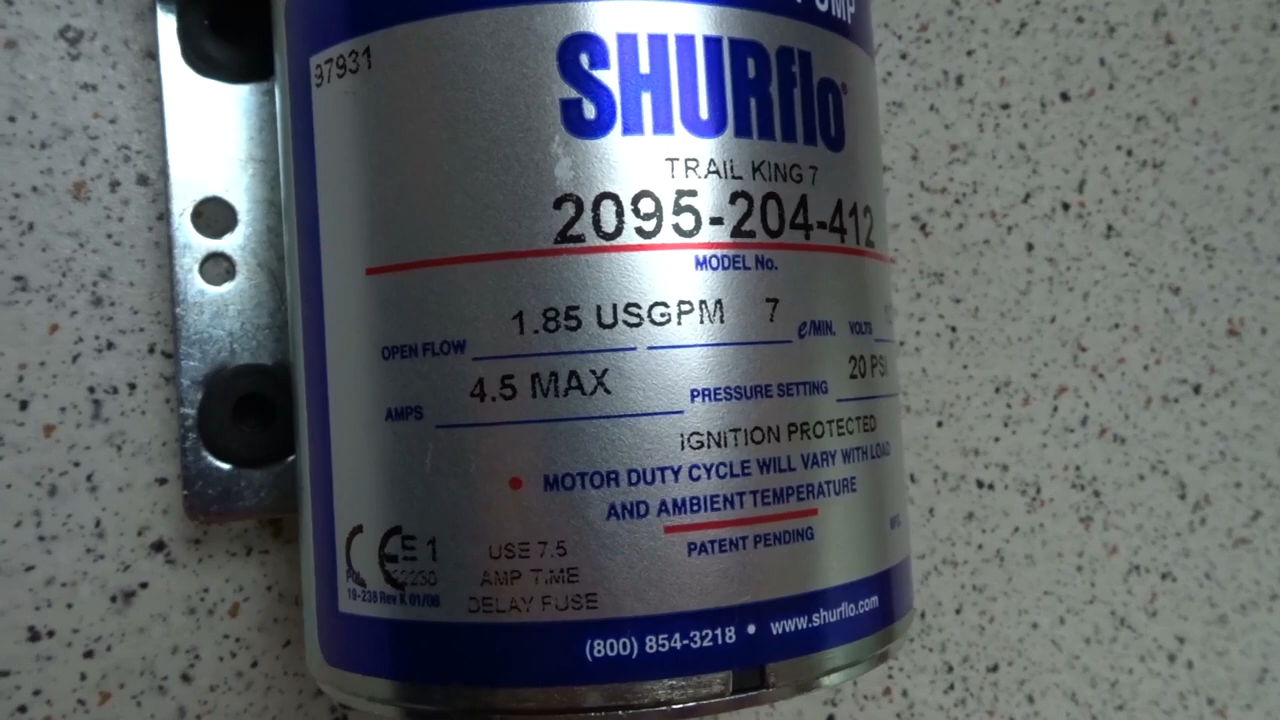 PUMP
97931
SHURflo®
TRAIL KING 7
2095-204-412
MODEL No.
OPEN FLOW 1.85 USGPM 7 ℓ/MIN. VOLTS
AMPS 4.5 MAX PRESSURE SETTING 20 PSI
IGNITION PROTECTED
• MOTOR DUTY CYCLE WILL VARY WITH LOAD
AND AMBIENT TEMPERATURE
PATENT PENDING
CE E 1
USE 7.5
AMP TIME
DELAY FUSE
19-238 Rev K 01/06
(800) 854-3218 • www.shurflo.com